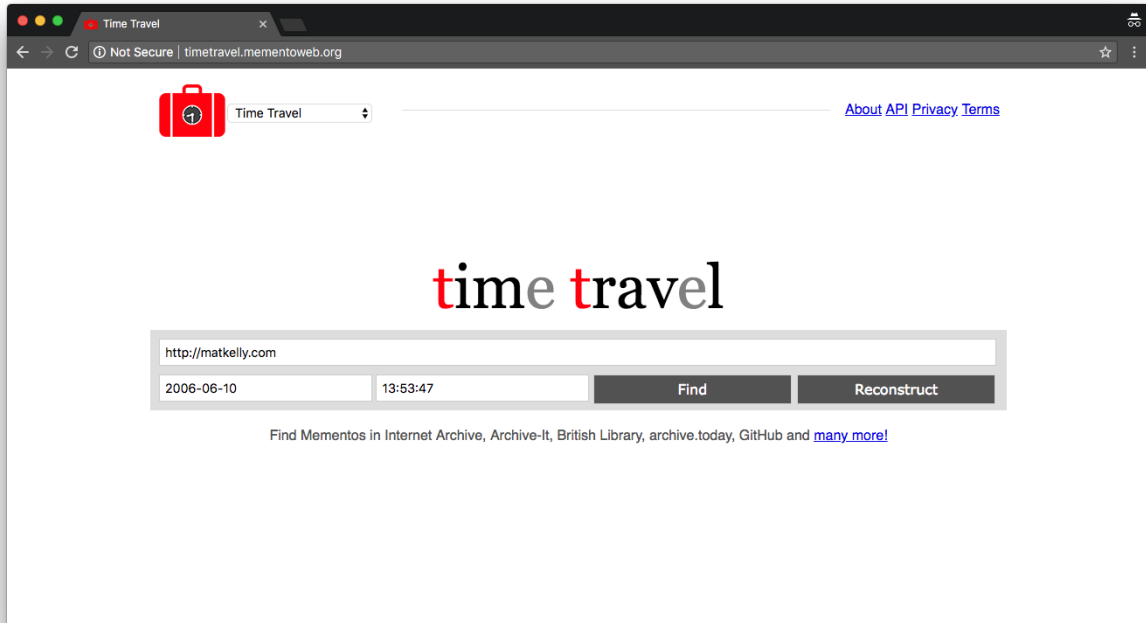 Time Travel
Not Secure | timetravel.mementoweb.org
Time Travel
About API Privacy Terms
time travel
http://matkelly.com
2006-06-10 13:53:47 Find Reconstruct
Find Mementos in Internet Archive, Archive-It, British Library, archive.today, GitHub and many more!